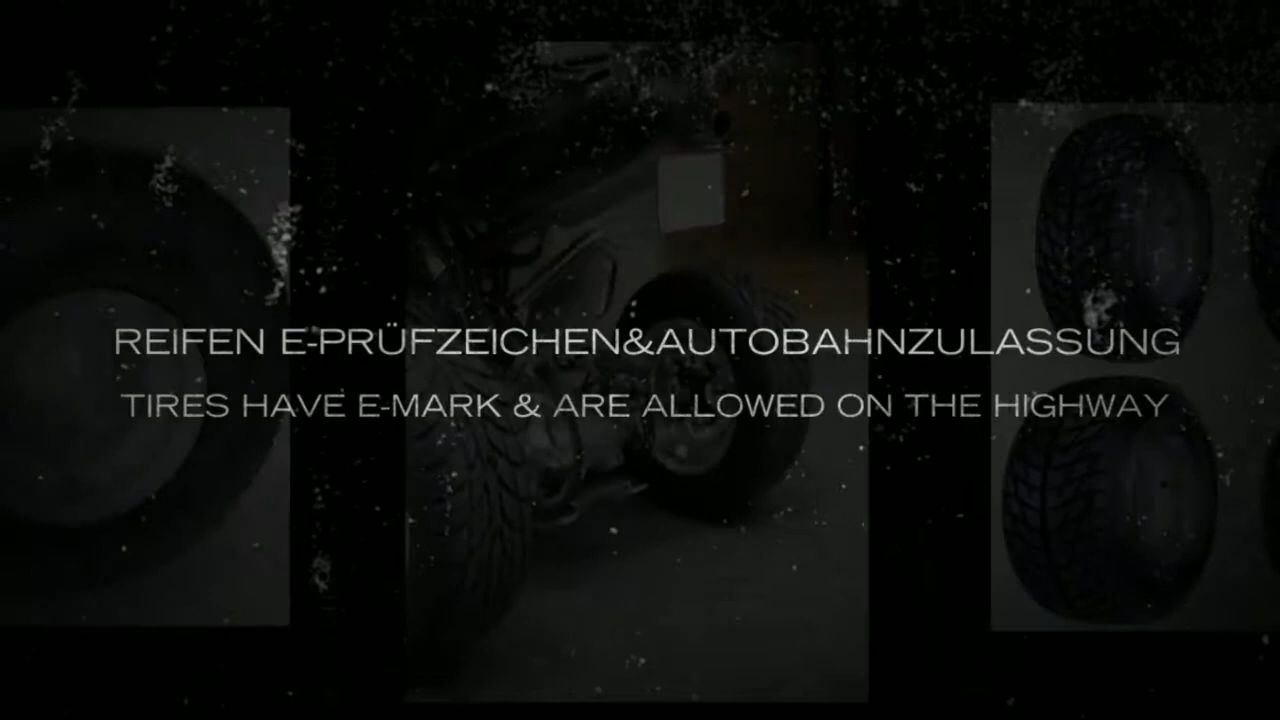 REIFEN E-PRÜFZEICHEN&AUTOBAHNZULASSUNG
TIRES HAVE E-MARK & ARE ALLOWED ON THE HIGHWAY